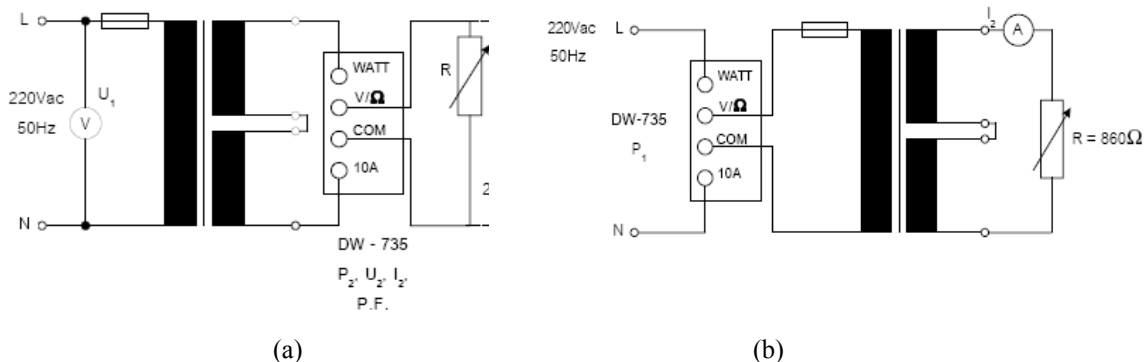 L
220Vac
50Hz
U1
V
N
WATT
V/Ω
COM
10A
R
2
DW - 735
P2, U2, I2,
P.F.
(a)
220Vac
50Hz
L
DW-735
P1
N
WATT
V/Ω
COM
10A
I2
A
R = 860Ω
(b)